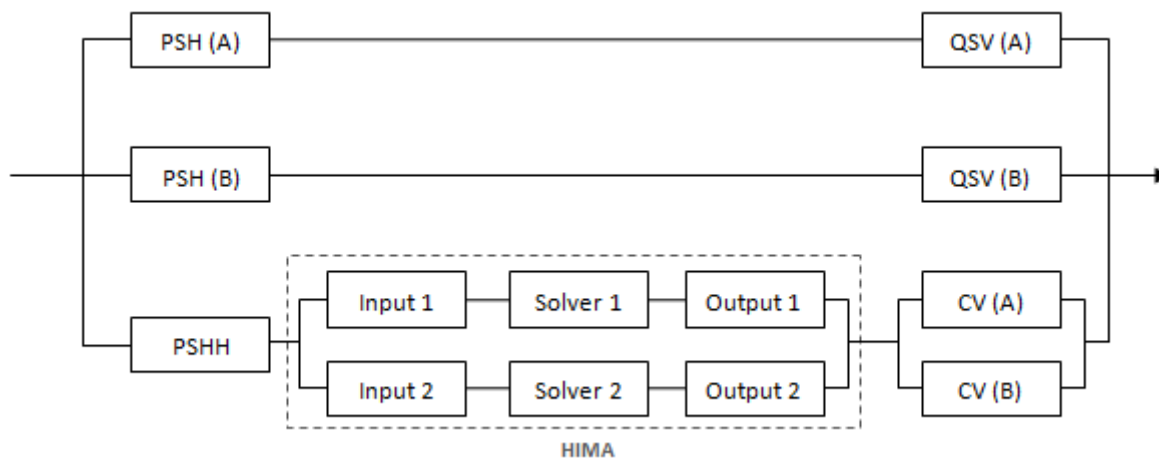 PSH (A)
QSV (A)
PSH (B)
QSV (B)
Input 1
Solver 1
Output 1
CV (A)
PSHH
Input 2
Solver 2
Output 2
CV (B)
HIMA